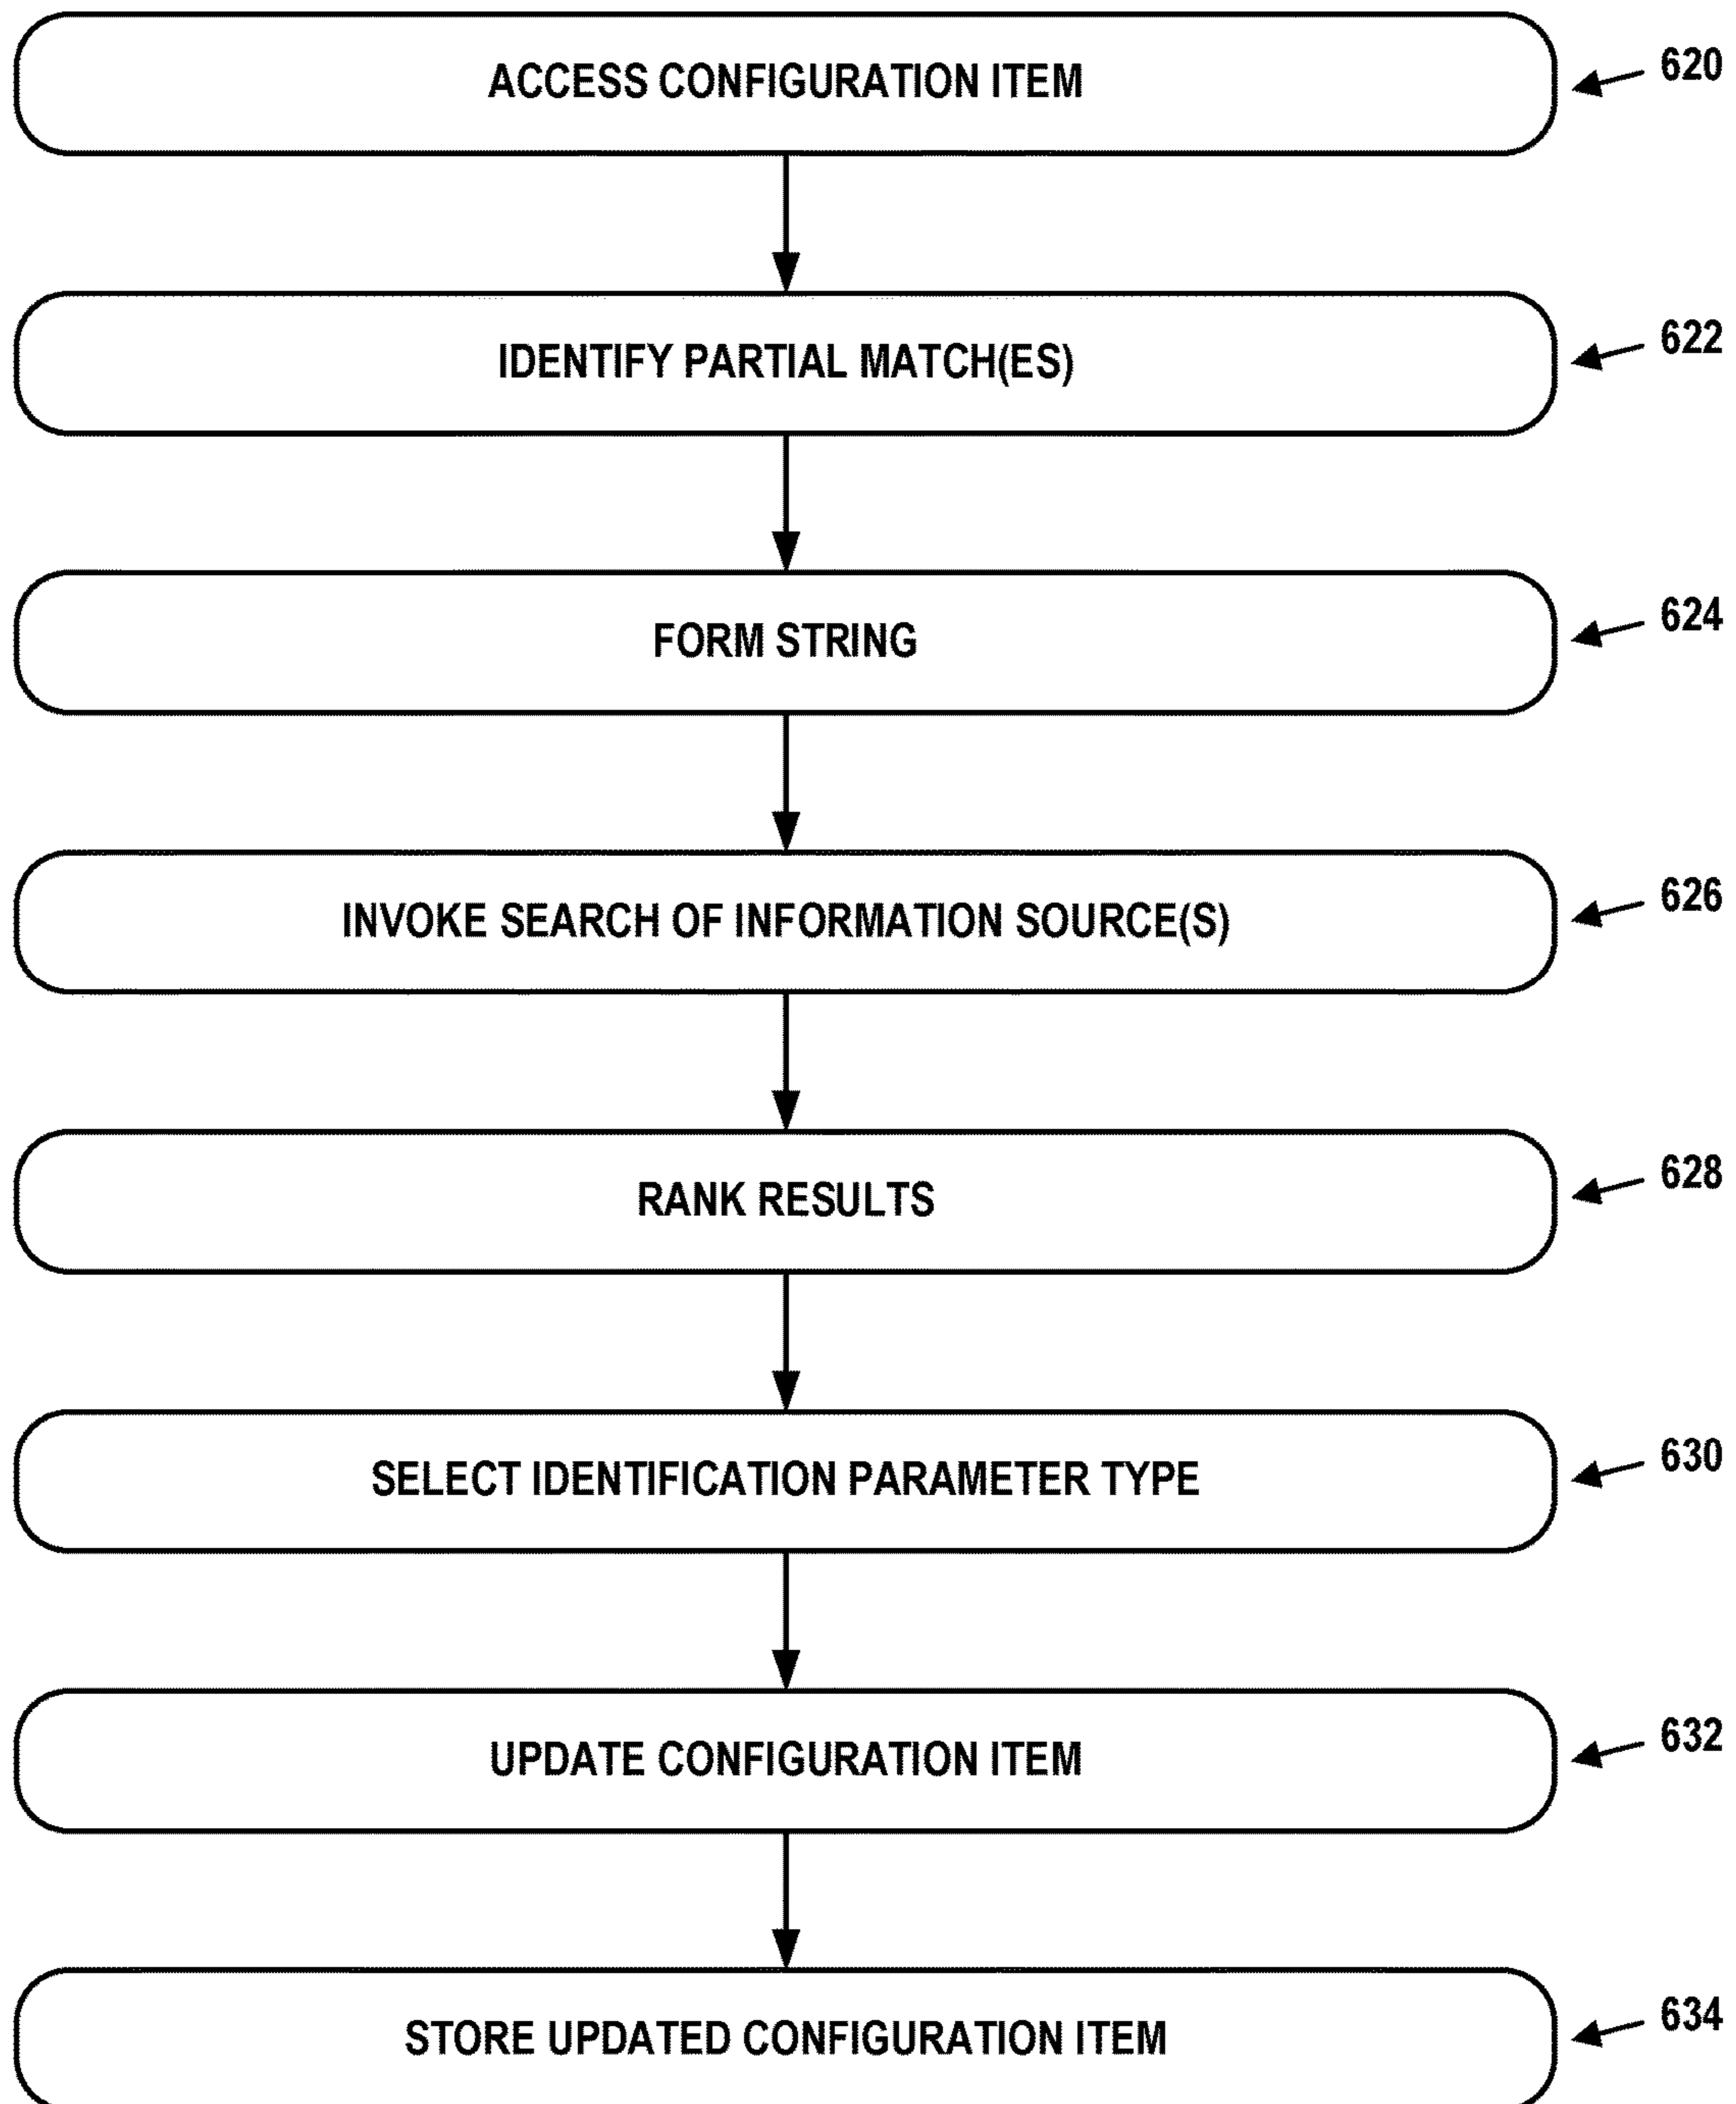 ACCESS CONFIGURATION ITEM
620
IDENTIFY PARTIAL MATCH(ES)
622
FORM STRING
624
INVOKE SEARCH OF INFORMATION SOURCE(S)
626
RANK RESULTS
628
SELECT IDENTIFICATION PARAMETER TYPE
630
UPDATE CONFIGURATION ITEM
632
STORE UPDATED CONFIGURATION ITEM
634